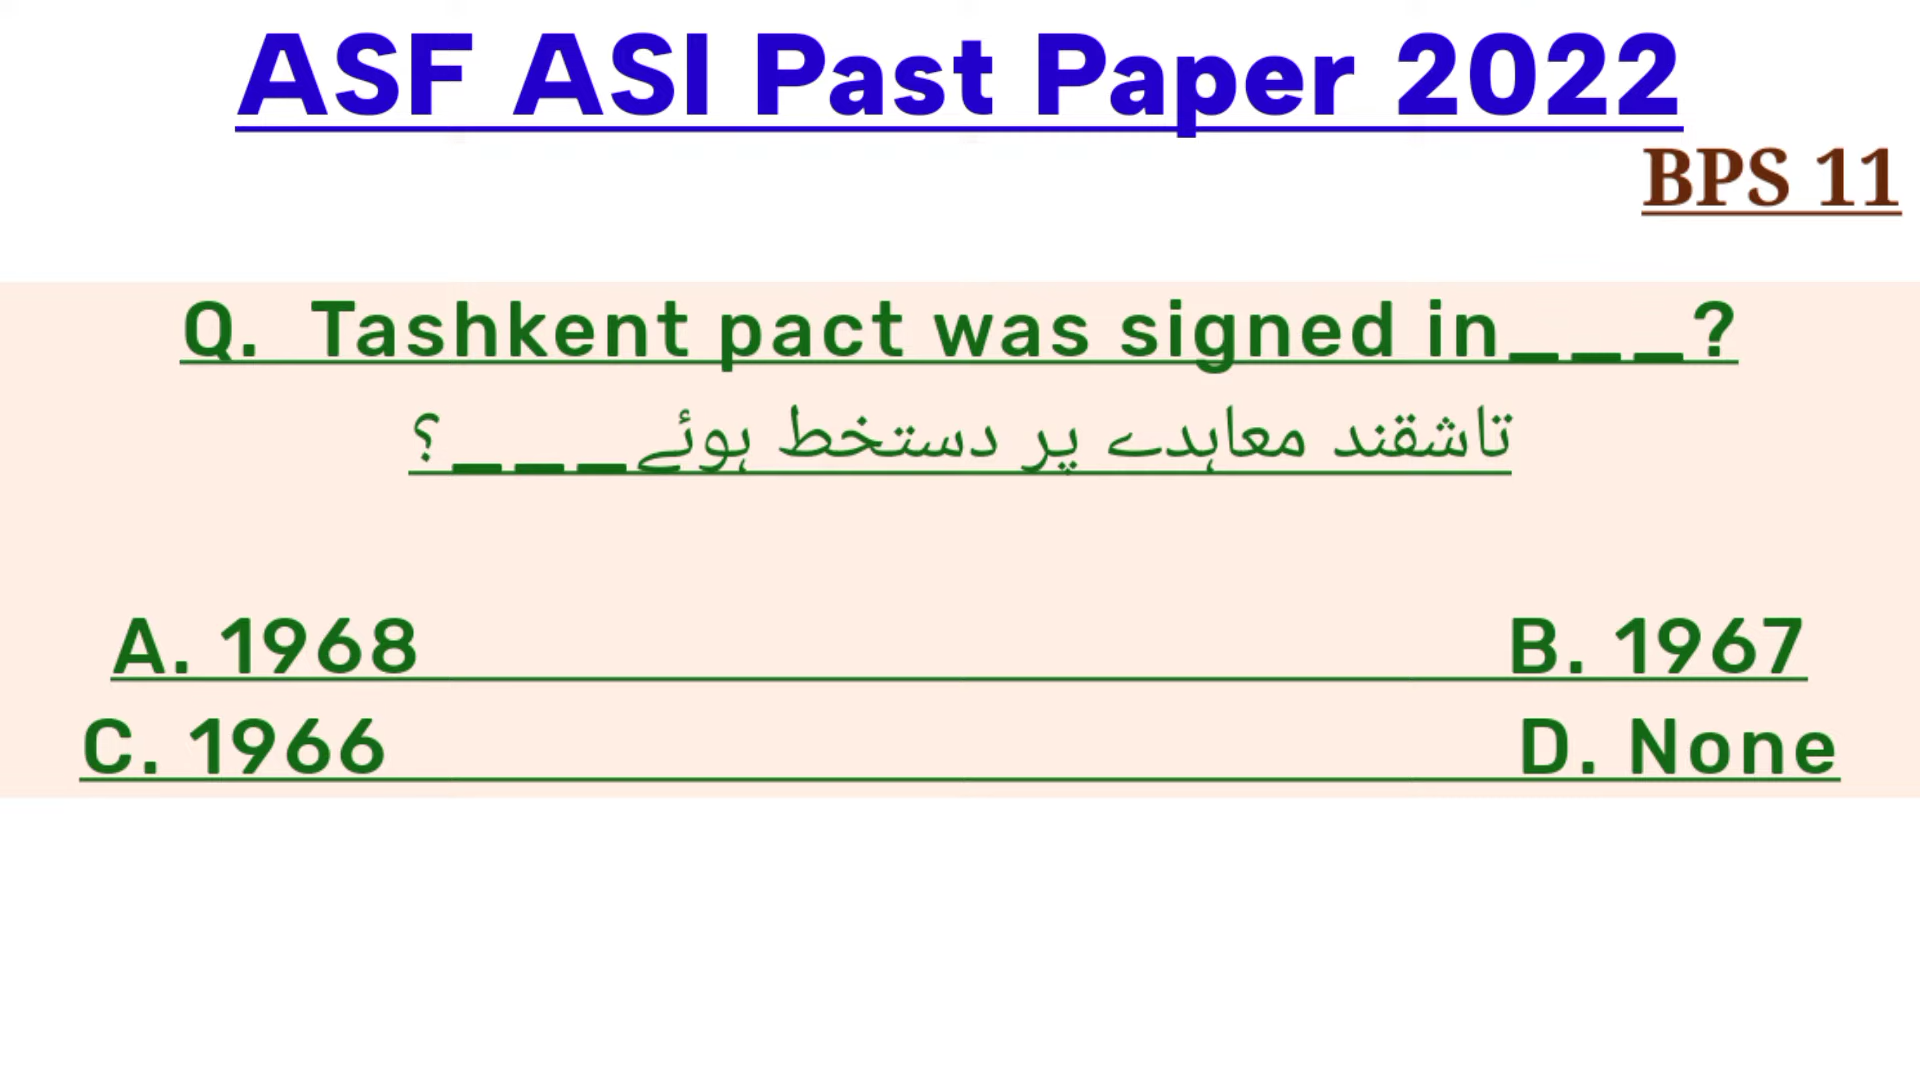 ASF ASI Past Paper 2022
BPS 11
Q. Tashkent pact was signed in___?
تاشقند معاہدے پر دستخط ہوئے___؟
A. 1968 B. 1967
C. 1966 D. None